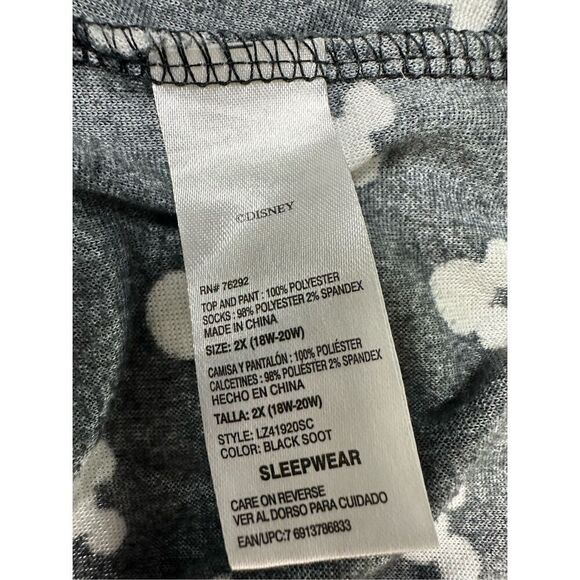 ©DISNEY
RN# 76292
TOP AND PANT : 100% POLYESTER
SOCKS : 98% POLYESTER 2% SPANDEX
MADE IN CHINA
SIZE: 2X (18W-20W)
CAMISA Y PANTALÓN : 100% POLIÉSTER
CALCETINES : 98% POLIÉSTER 2% SPANDEX
HECHO EN CHINA
TALLA: 2X (18W-20W)
STYLE: LZ41920SC
COLOR: BLACK SOOT
SLEEPWEAR
CARE ON REVERSE
VER AL DORSO PARA CUIDADO
EAN/UPC:7 6913786833